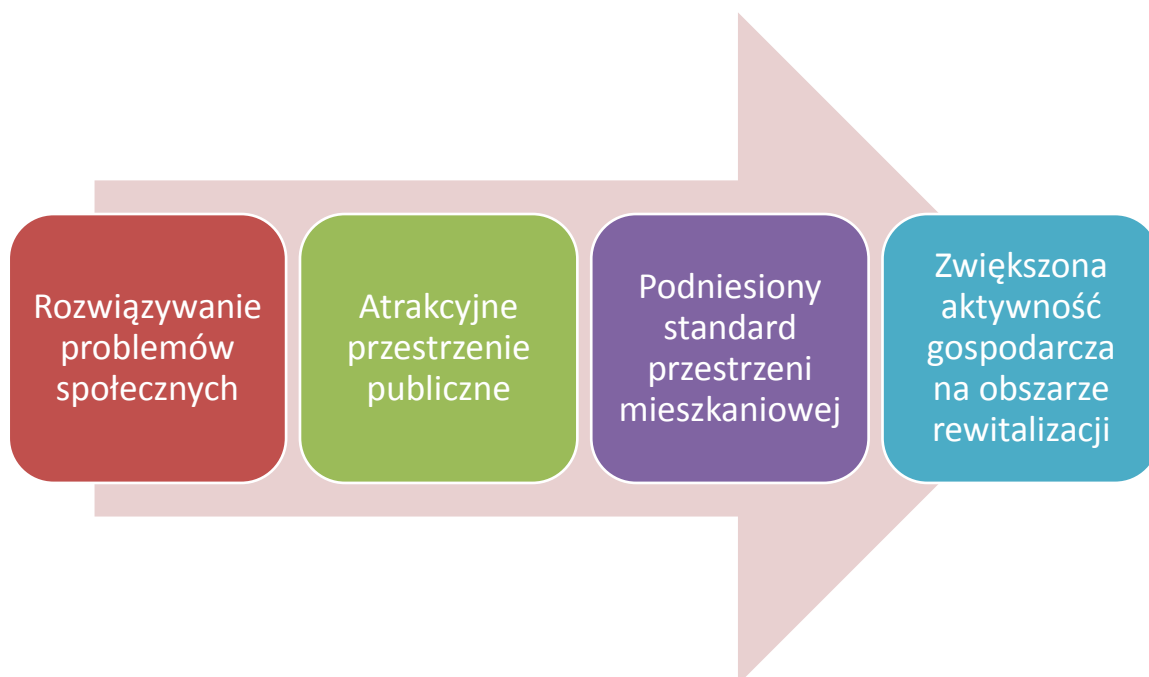 Rozwiązywanie
problemów
społecznych
Atrakcyjne
przestrzenie
publiczne
Podniesiony
standard
przestrzeni
mieszkaniowej
Zwiększona
aktywność
gospodarcza
na obszarze
rewitalizacji